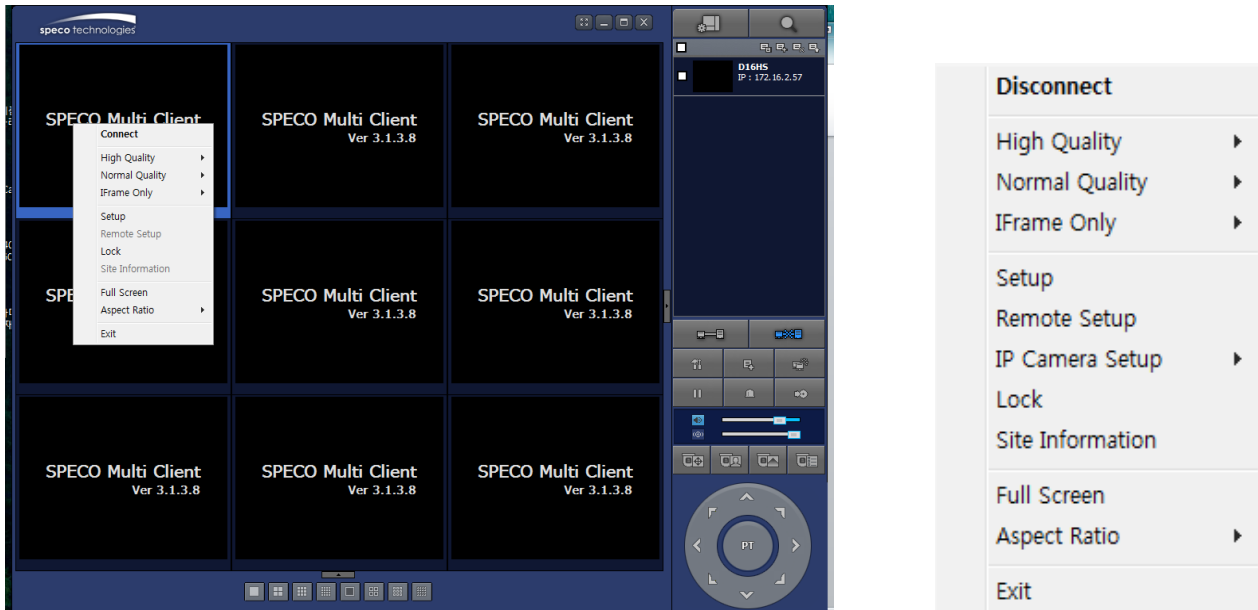 speco technologies
D16HS
IP : 172.16.2.57
SPECO Multi Client
SPECO Multi Client
Ver 3.1.3.8
SPECO Multi Client
Ver 3.1.3.8
Connect
High Quality
Normal Quality
IFrame Only
Setup
Remote Setup
Lock
Site Information
Full Screen
Aspect Ratio
Exit
SPE
SPECO Multi Client
Ver 3.1.3.8
SPECO Multi Client
Ver 3.1.3.8
SPECO Multi Client
Ver 3.1.3.8
SPECO Multi Client
Ver 3.1.3.8
SPECO Multi Client
Ver 3.1.3.8
PT
Disconnect
High Quality
Normal Quality
IFrame Only
Setup
Remote Setup
IP Camera Setup
Lock
Site Information
Full Screen
Aspect Ratio
Exit